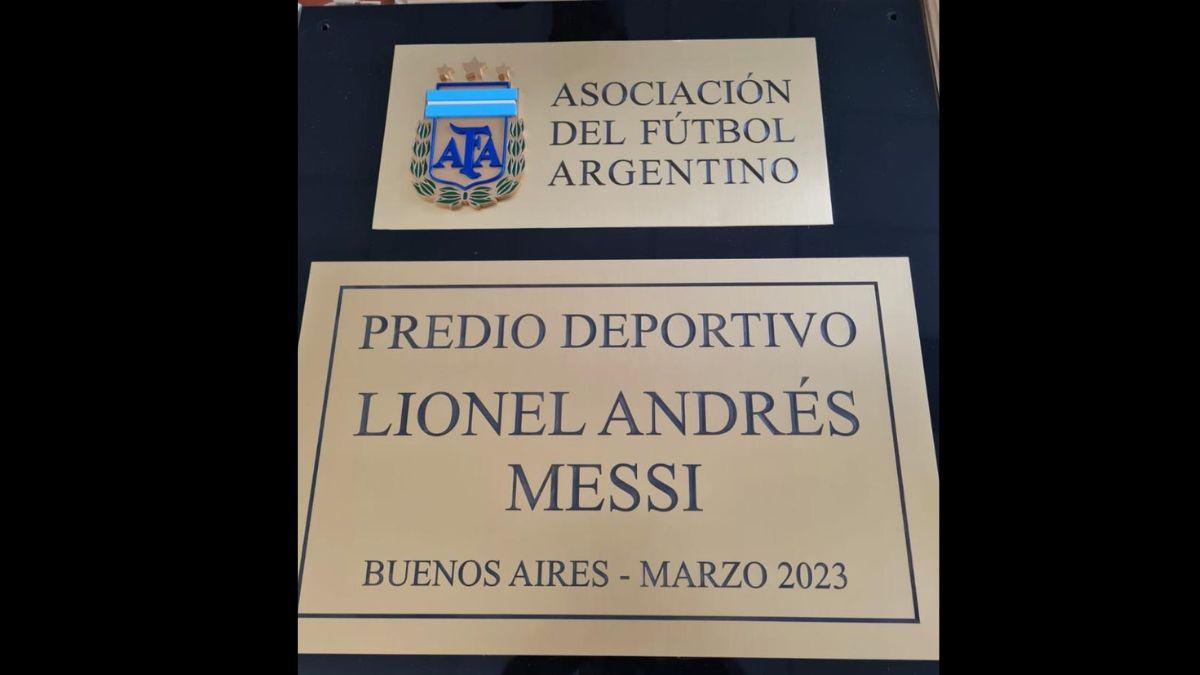 AFA
ASOCIACIÓN
DEL FÚTBOL
ARGENTINO
PREDIO DEPORTIVO
LIONEL ANDRÉS
MESSI
BUENOS AIRES - MARZO 2023